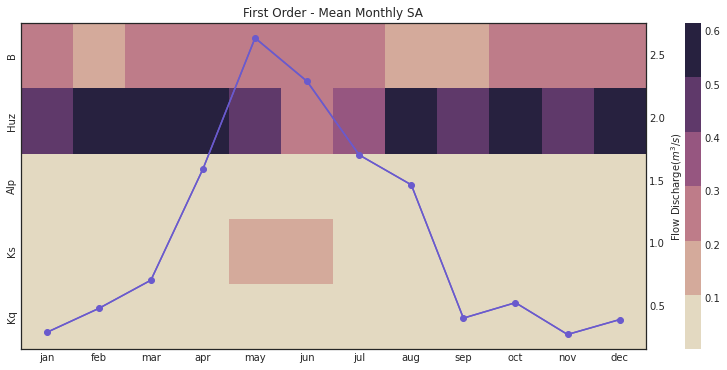 First Order - Mean Monthly SA
B
Huz
Alp
Ks
Kq
jan feb mar apr may jun jul aug sep oct nov dec
2.5
2.0
1.5
1.0
0.5
Flow Discharge(m³/s)
0.6
0.5
0.4
0.3
0.2
0.1